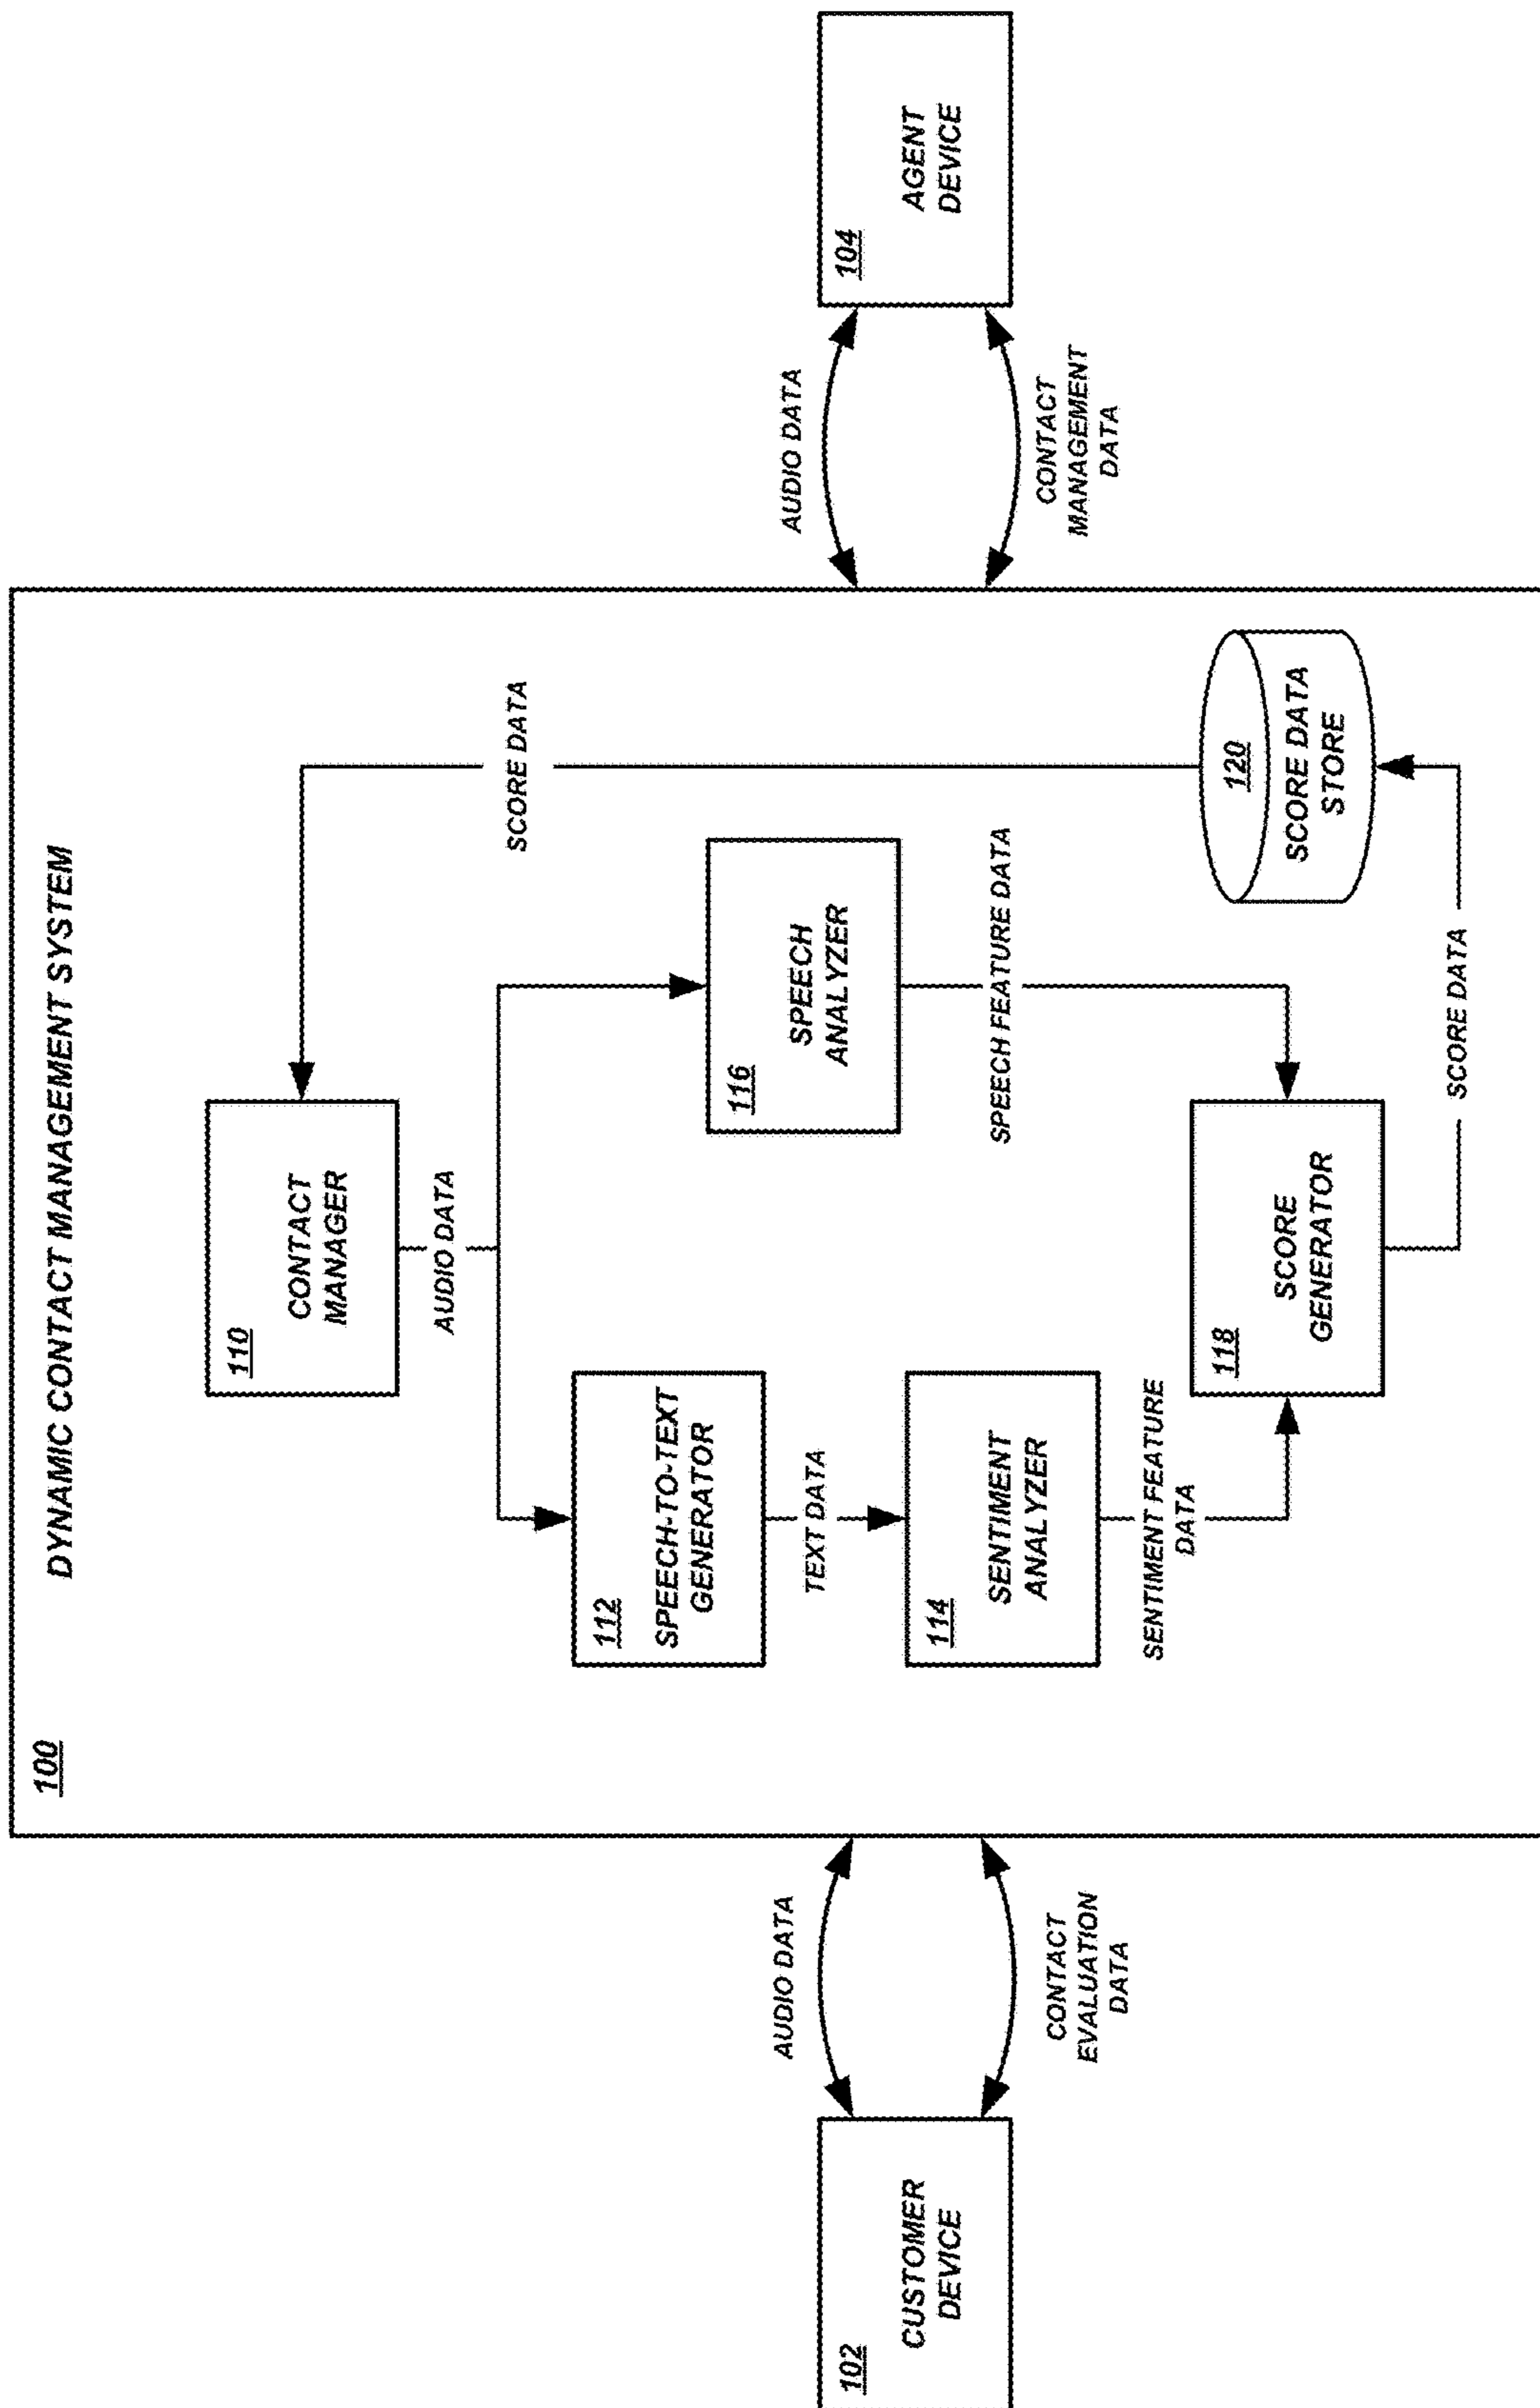 DYNAMIC CONTACT MANAGEMENT SYSTEM
100
110
CONTACT
MANAGER
AUDIO DATA
SCORE DATA
112
SPEECH-TO-TEXT
GENERATOR
116
SPEECH
ANALYZER
TEXT DATA
114
SENTIMENT
ANALYZER
SPEECH FEATURE DATA
SENTIMENT FEATURE
DATA
118
SCORE
GENERATOR
120
SCORE DATA
STORE
SCORE DATA
102
CUSTOMER
DEVICE
AUDIO DATA
CONTACT
EVALUATION
DATA
AUDIO DATA
CONTACT
MANAGEMENT
DATA
104
AGENT
DEVICE